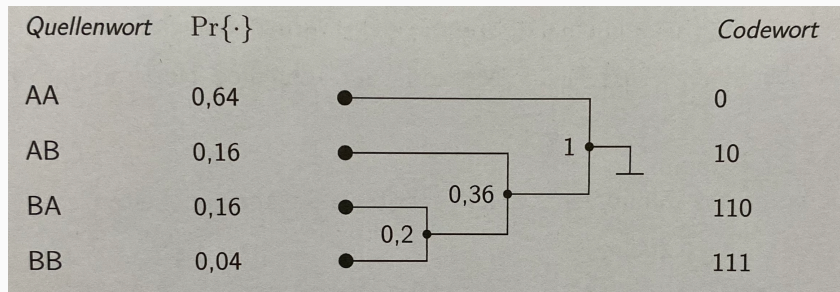 Quellenwort Pr{·} Codewort
AA 0,64 0
AB 0,16 1 10
BA 0,16 0,36 110
BB 0,04 0,2 111